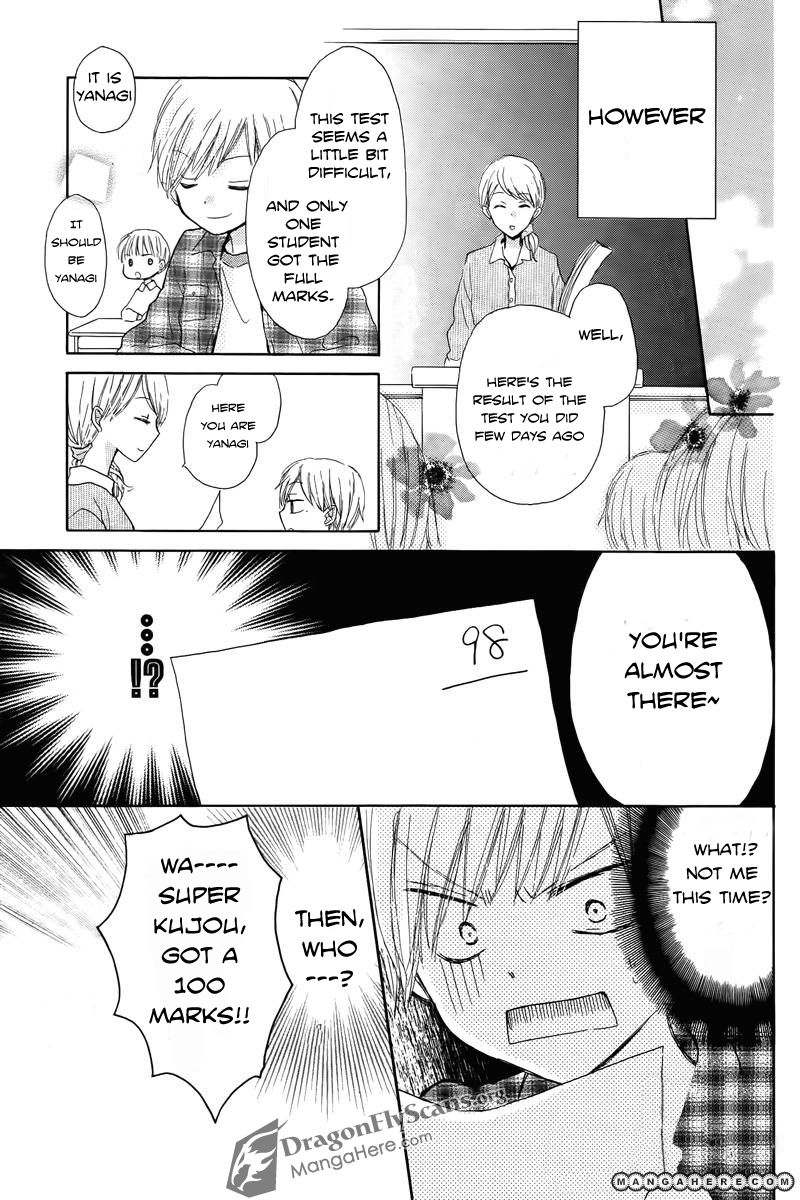 HOWEVER
WELL,
HERE'S THE
RESULT OF THE
TEST YOU DID
FEW DAYS AGO
THIS TEST
SEEMS A
LITTLE BIT
DIFFICULT,
AND ONLY
ONE
STUDENT
GOT THE
FULL
MARKS.
IT IS
YANAGI
IT
SHOULD
BE
YANAGI
HERE
YOU ARE
YANAGI
YOU'RE
ALMOST
THERE~
98
...!?
WHAT!?
NOT ME
THIS TIME?
THEN,
WHO
---?
WA----
SUPER
KUJOU,
GOT A
100
MARKS!!
DragonFlyScans.org
MangaHere.com
MANGAHERE.COM